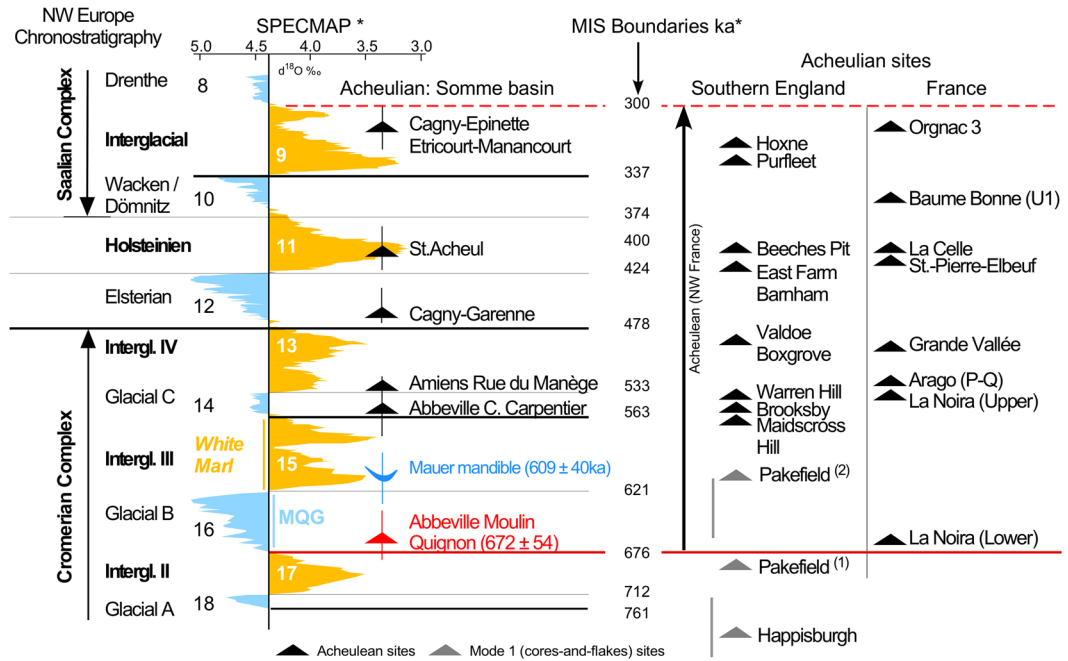 NW Europe
Chronostratigraphy
SPECMAP *
MIS Boundaries ka*
5.0 4.5 4.0 3.5 3.0
d18O ‰
Acheulian sites
Southern England
France
Acheulian: Somme basin
Saalian Complex
Cromerian Complex
Drenthe
8
Interglacial
9
Wacken /
Dömnitz
10
Holsteinien
11
Elsterian
12
Intergl. IV
13
Glacial C
14
Intergl. III
15
White
Marl
Glacial B
16
MQG
Intergl. II
17
Glacial A
18
Cagny-Epinette
Etricourt-Manancourt
St.Acheul
Cagny-Garenne
Amiens Rue du Manège
Abbeville C. Carpentier
Mauer mandible (609 ± 40ka)
Abbeville Moulin
Quignon (672 ± 54)
300
337
374
400
424
478
533
563
621
676
712
761
Acheulean (NW France)
Hoxne
Purfleet
Beeches Pit
East Farm
Barnham
Valdoe
Boxgrove
Warren Hill
Brooksby
Maidscross
Hill
Pakefield (2)
Pakefield (1)
Happisburgh
Orgnac 3
Baume Bonne (U1)
La Celle
St.-Pierre-Elbeuf
Grande Vallée
Arago (P-Q)
La Noira (Upper)
La Noira (Lower)
Acheulean sites
Mode 1 (cores-and-flakes) sites